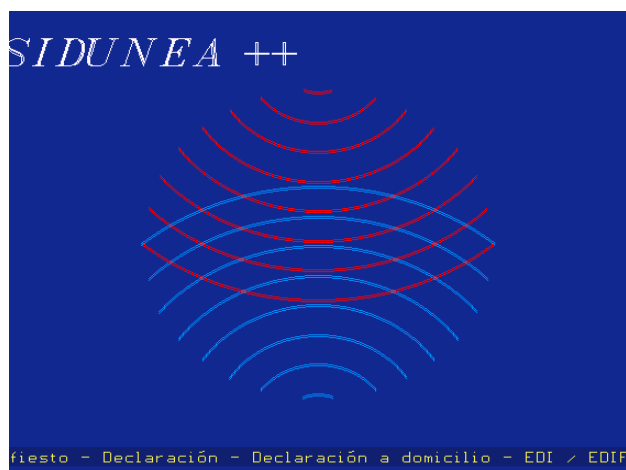 SIDUNEA ++
fiesto - Declaración - Declaración a domicilio - EDI / EDIF